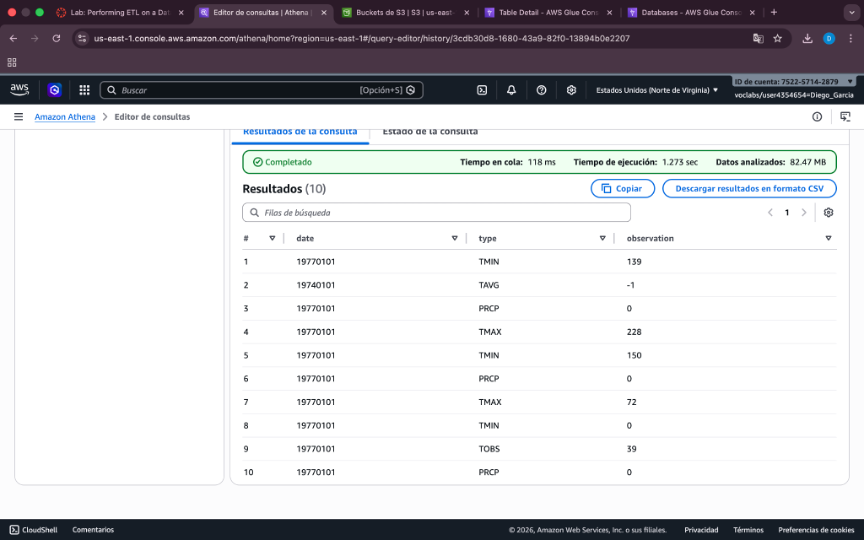 Lab: Performing ETL on a Dat
Editor de consultas | Athena
Buckets de S3 | S3 | us-east-
Table Detail - AWS Glue Cons
Databases - AWS Glue Consc
us-east-1.console.aws.amazon.com/athena/home?region=us-east-1#/query-editor/history/3cdb30d8-1680-43a9-82f0-13894b0e2207
aws
Buscar
[Opción+S]
Estados Unidos (Norte de Virginia)
ID de cuenta: 7522-5714-2879
voclabs/user4354654=Diego_Garcia
Amazon Athena
Editor de consultas
Resultados de la consulta
Estado de la consulta
Completado
Tiempo en cola: 118 ms
Tiempo de ejecución: 1.273 sec
Datos analizados: 82.47 MB
Resultados (10)
Copiar
Descargar resultados en formato CSV
Filas de búsqueda
1
# date type observation
1 19770101 TMIN 139
2 19740101 TAVG -1
3 19770101 PRCP 0
4 19770101 TMAX 228
5 19770101 TMIN 150
6 19770101 PRCP 0
7 19770101 TMAX 72
8 19770101 TMIN 0
9 19770101 TOBS 39
10 19770101 PRCP 0
CloudShell
Comentarios
© 2026, Amazon Web Services, Inc. o sus filiales.
Privacidad
Términos
Preferencias de cookies